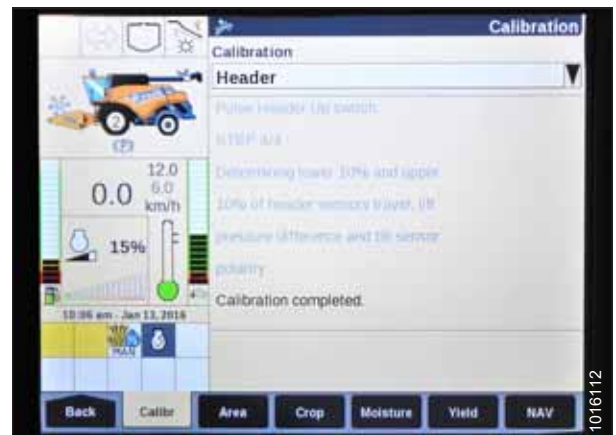 Calibration
Calibration
Header
Pulse Header Up switch.
STEP 4/4
Determining lower 10% and upper
10% of header sensors travel, lift
pressure difference and tilt sensor
polarity
Calibration completed.
2
(P)
0.0
12.0
6.0
km/h
15%
10:06 am - Jan 13, 2016
MAN
Back
Calibr
Area
Crop
Moisture
Yield
NAV
1016112